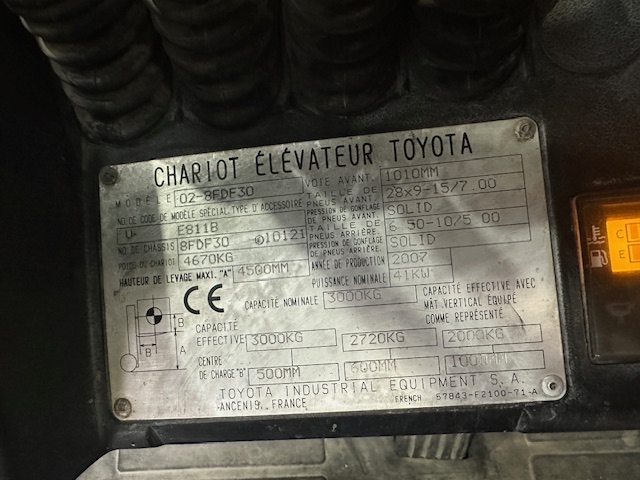 CHARIOT ÉLÉVATEUR TOYOTA
MODELE 02-8FDF30
NO. DE CODE DE MODÈLE SPÉCIAL.TYPE D'ACCESSOIRE
V- E811B
NO. DE CHASSIS 8FDF30 10121
POIDS DU CHARIOT 4670KG
HAUTEUR DE LEVAGE MAXI. "A" 4500MM
VOIE AVANT. 1010MM
TAILLE DE PNEUS AVANT. 28X9-15/7.00
PRESSION DE GONFLAGE PNEUS AVANT. SOLID
TAILLE DE PNEUS ARRIÈRE. 6 50-10/5 00
PRESSION DE GONFLAGE PNEUS ARRIÈRE. SOLID
ANNÉE DE PRODUCTION 2007
PUISSANCE NOMINALE 41KW
CE
CAPACITÉ NOMINALE 3000KG
CAPACITÉ EFFECTIVE AVEC
MÂT VERTICAL ÉQUIPÉ
COMME REPRÉSENTÉ
B
B A
CAPACITÉ
EFFECTIVE 3000KG 2720KG 2000KG
CENTRE
DE CHARGE "B" 500MM 600MM
TOYOTA INDUSTRIAL EQUIPMENT S. A.
ANCENIS, FRANCE FRENCH 57843-F2100-71-A
C
E